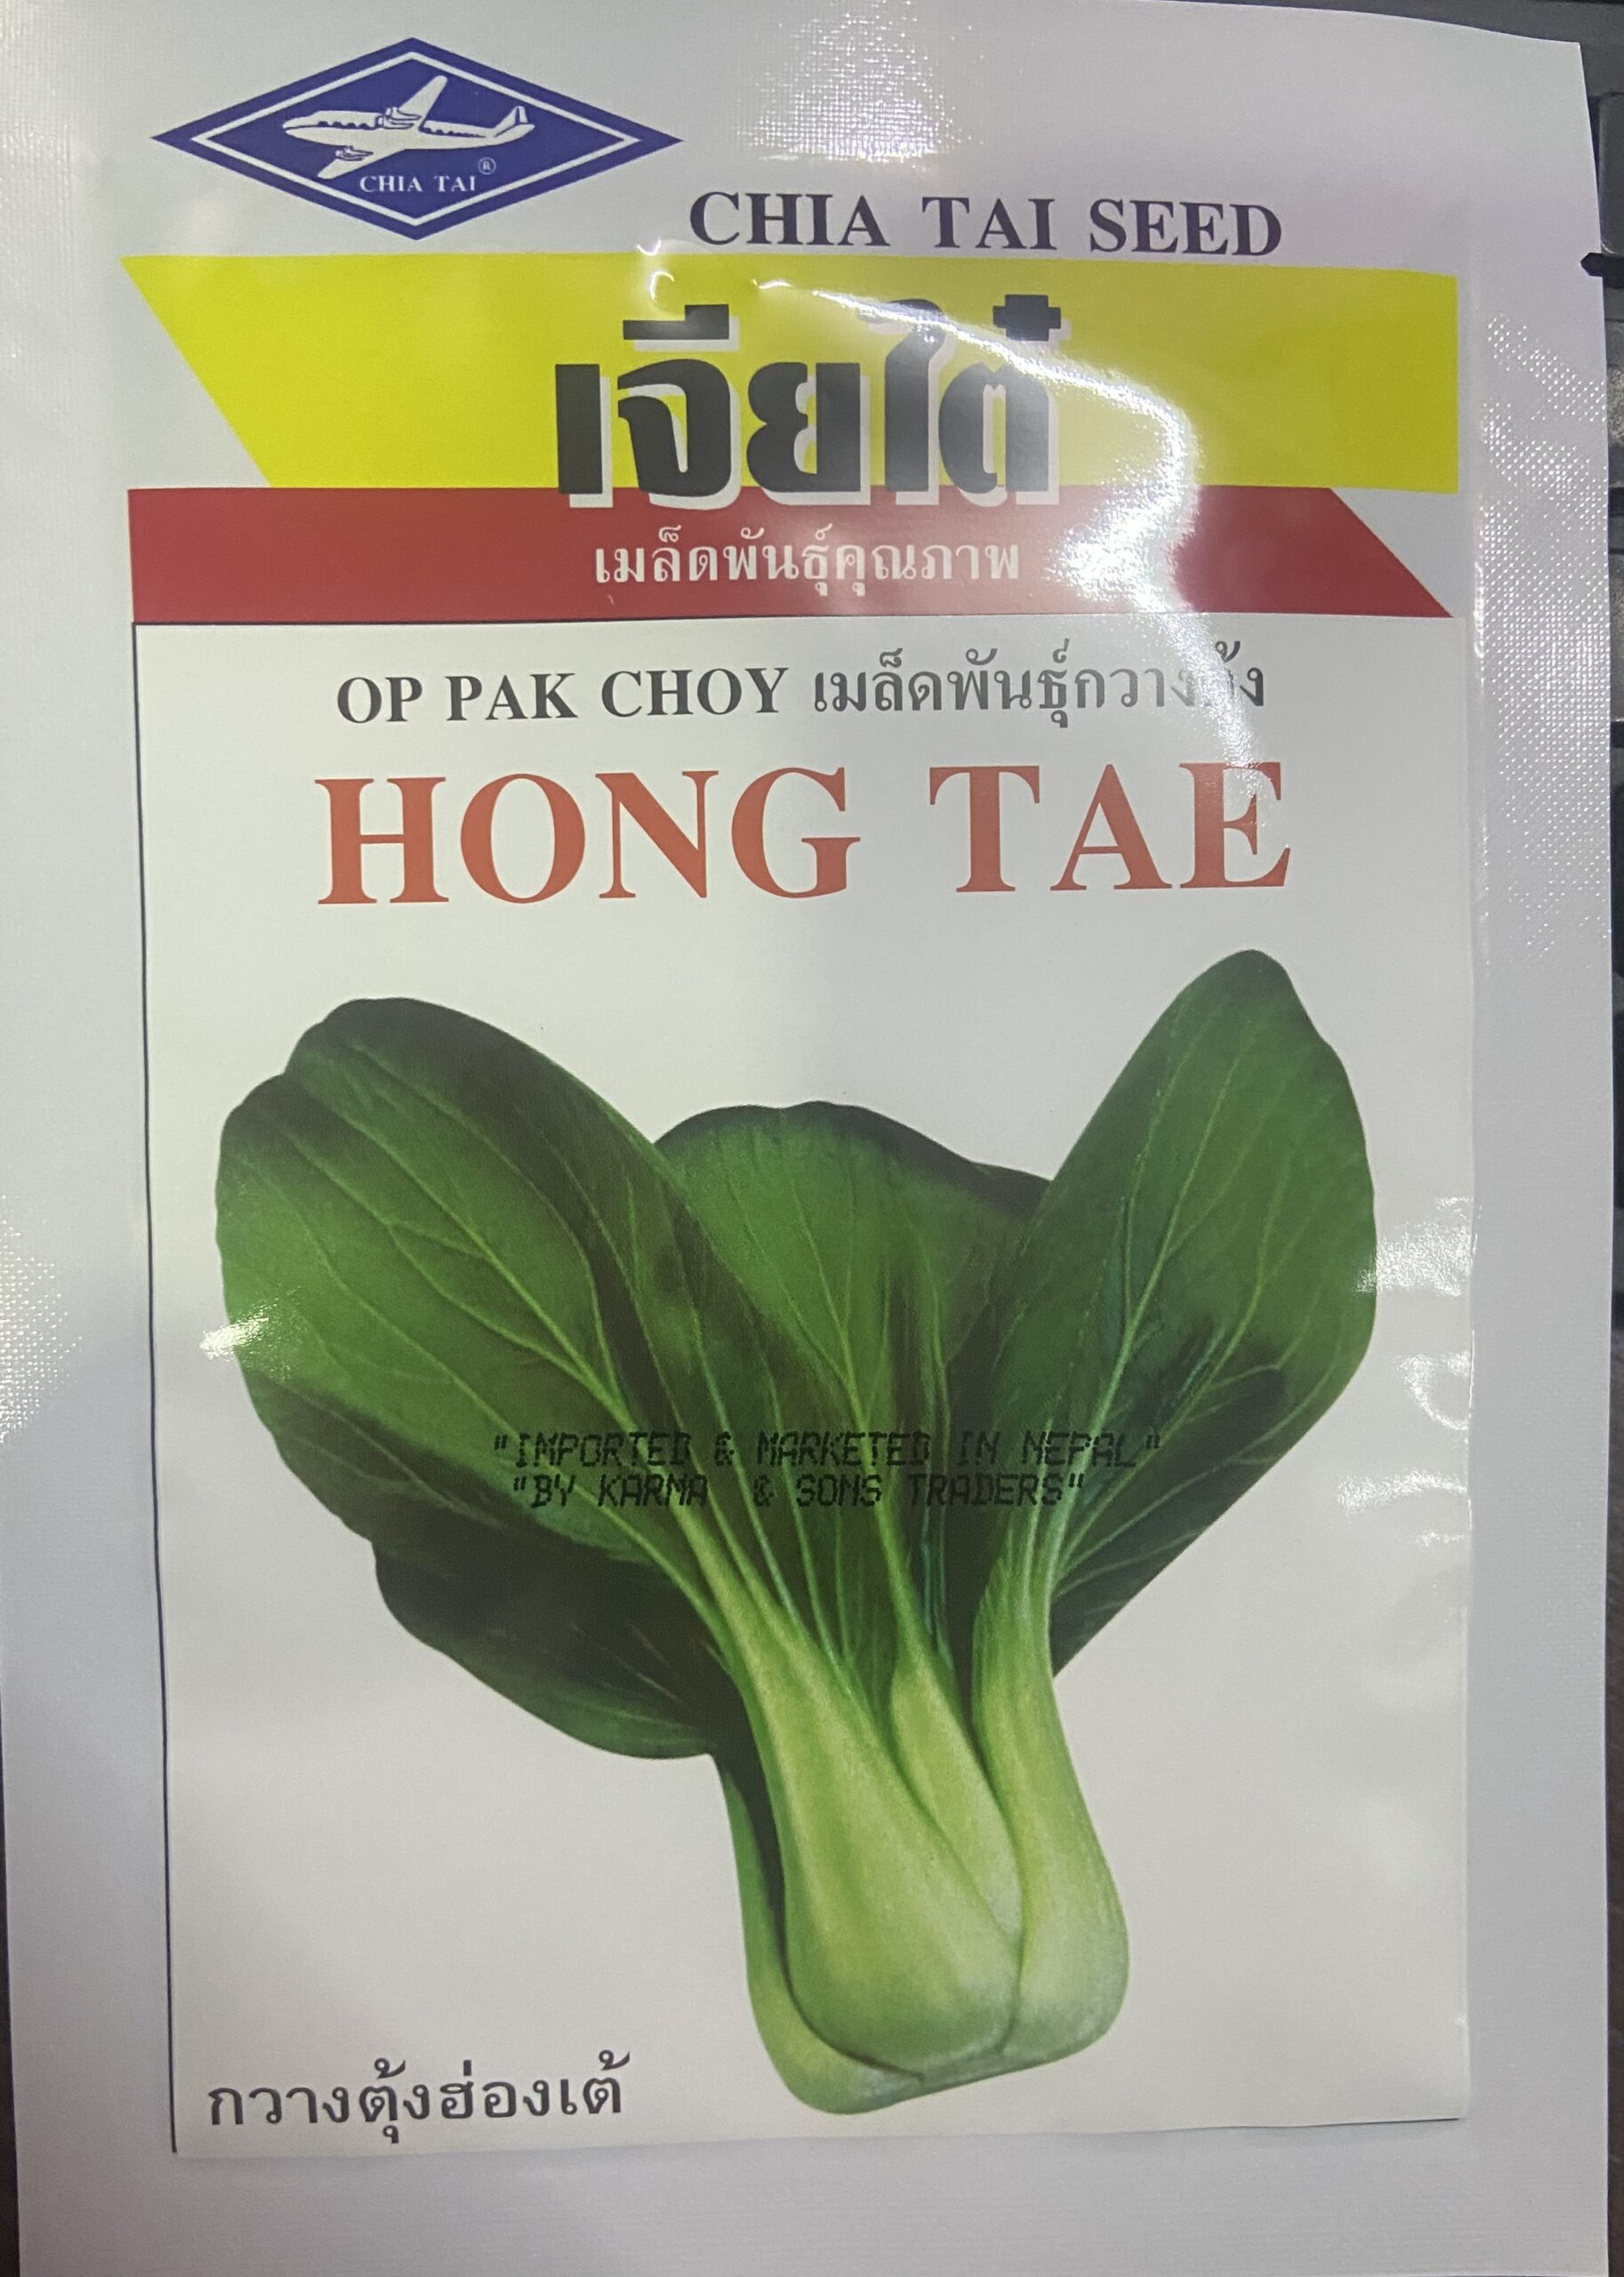 CHIA TAI ®
CHIA TAI SEED
เจียไต๋
เมล็ดพันธุ์คุณภาพ
OP PAK CHOY เมล็ดพันธุ์กวางตุ้ง
HONG TAE
"IMPORTED & MARKETED IN NEPAL"
"BY KARMA & SONS TRADERS"
กวางตุ้งฮ่องเต้